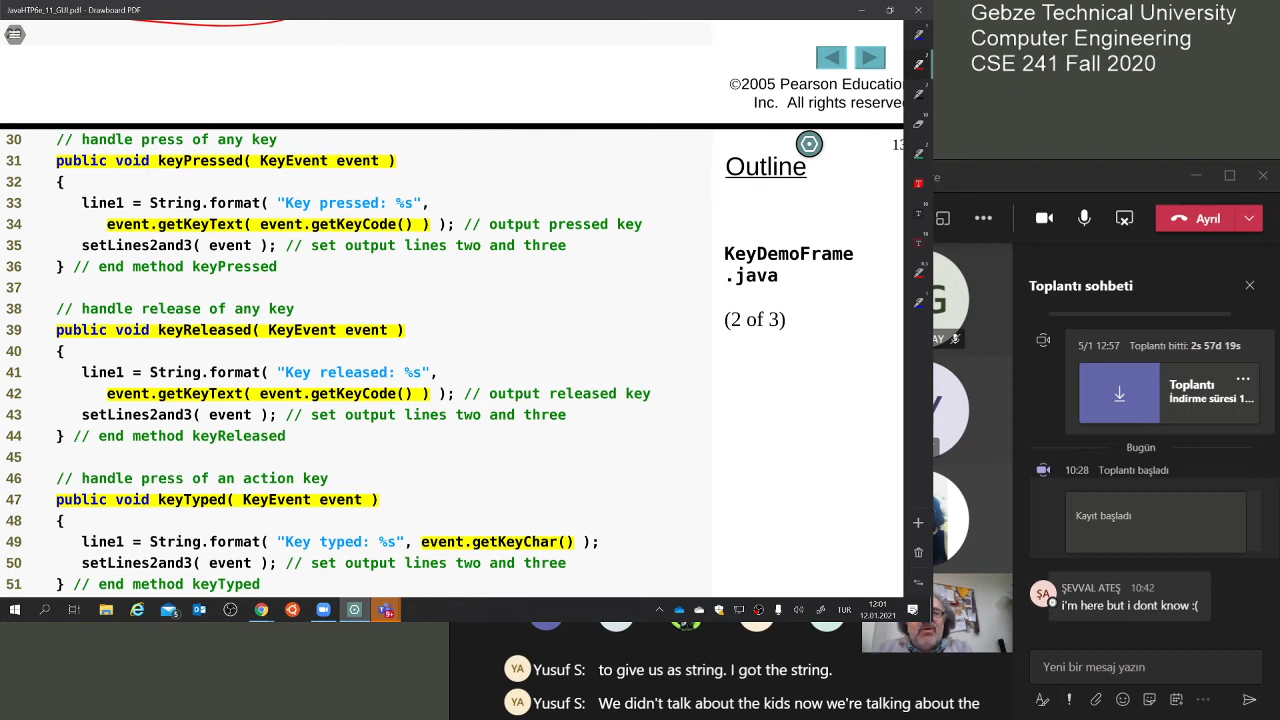 JavaHTP6e_11_GUI.pdf - Drawboard PDF
©2005 Pearson Educatio
Inc. All rights reserve
30 // handle press of any key
31 public void keyPressed( KeyEvent event )
32 {
33 line1 = String.format( "Key pressed: %s",
34 event.getKeyText( event.getKeyCode() ) ); // output pressed key
35 setLines2and3( event ); // set output lines two and three
36 } // end method keyPressed
37
38 // handle release of any key
39 public void keyReleased( KeyEvent event )
40 {
41 line1 = String.format( "Key released: %s",
42 event.getKeyText( event.getKeyCode() ) ); // output released key
43 setLines2and3( event ); // set output lines two and three
44 } // end method keyReleased
45
46 // handle press of an action key
47 public void keyTyped( KeyEvent event )
48 {
49 line1 = String.format( "Key typed: %s", event.getKeyChar() );
50 setLines2and3( event ); // set output lines two and three
51 } // end method keyTyped
13
Outline
KeyDemoFrame
.java
(2 of 3)
TUR
12:01
12.01.2021
Gebze Technical University
Computer Engineering
CSE 241 Fall 2020
Ayrıl
Toplantı sohbeti
5/1 12:57 Toplantı bitti: 2s 57d 19s
Toplantı
İndirme süresi 1...
Bugün
10:28 Toplantı başladı
Kayıt başladı
ŞA
ŞEVVAL ATEŞ 10:42
i'm here but i dont know :(
Yeni bir mesaj yazın
G
AY
Y
YA Yusuf S: to give us as string. I got the string.
YA Yusuf S: We didn't talk about the kids now we're talking about the